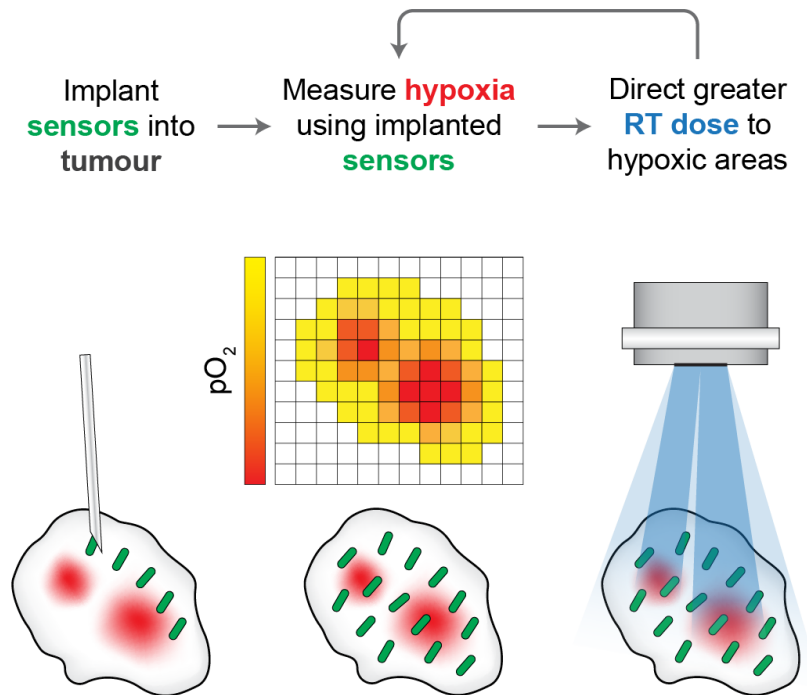 Implant
sensors into
tumour
Measure hypoxia
using implanted
sensors
Direct greater
RT dose to
hypoxic areas
pO₂